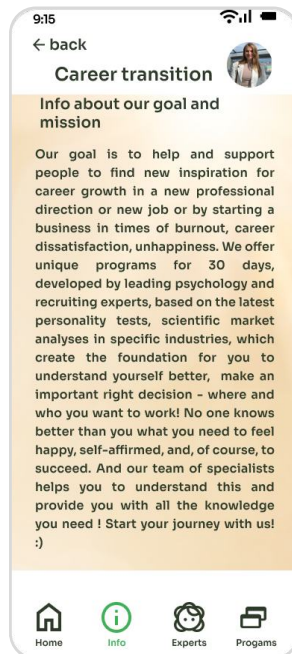 9:15
← back
Career transition
Info about our goal and
mission
Our goal is to help and support
people to find new inspiration for
career growth in a new professional
direction or new job or by starting a
business in times of burnout, career
dissatisfaction, unhappiness. We offer
unique programs for 30 days,
developed by leading psychology and
recruiting experts, based on the latest
personality tests, scientific market
analyses in specific industries, which
create the foundation for you to
understand yourself better, make an
important right decision - where and
who you want to work! No one knows
better than you what you need to feel
happy, self-affirmed, and, of course, to
succeed. And our team of specialists
helps you to understand this and
provide you with all the knowledge
you need ! Start your journey with us!
:)
Home Info Experts Progams